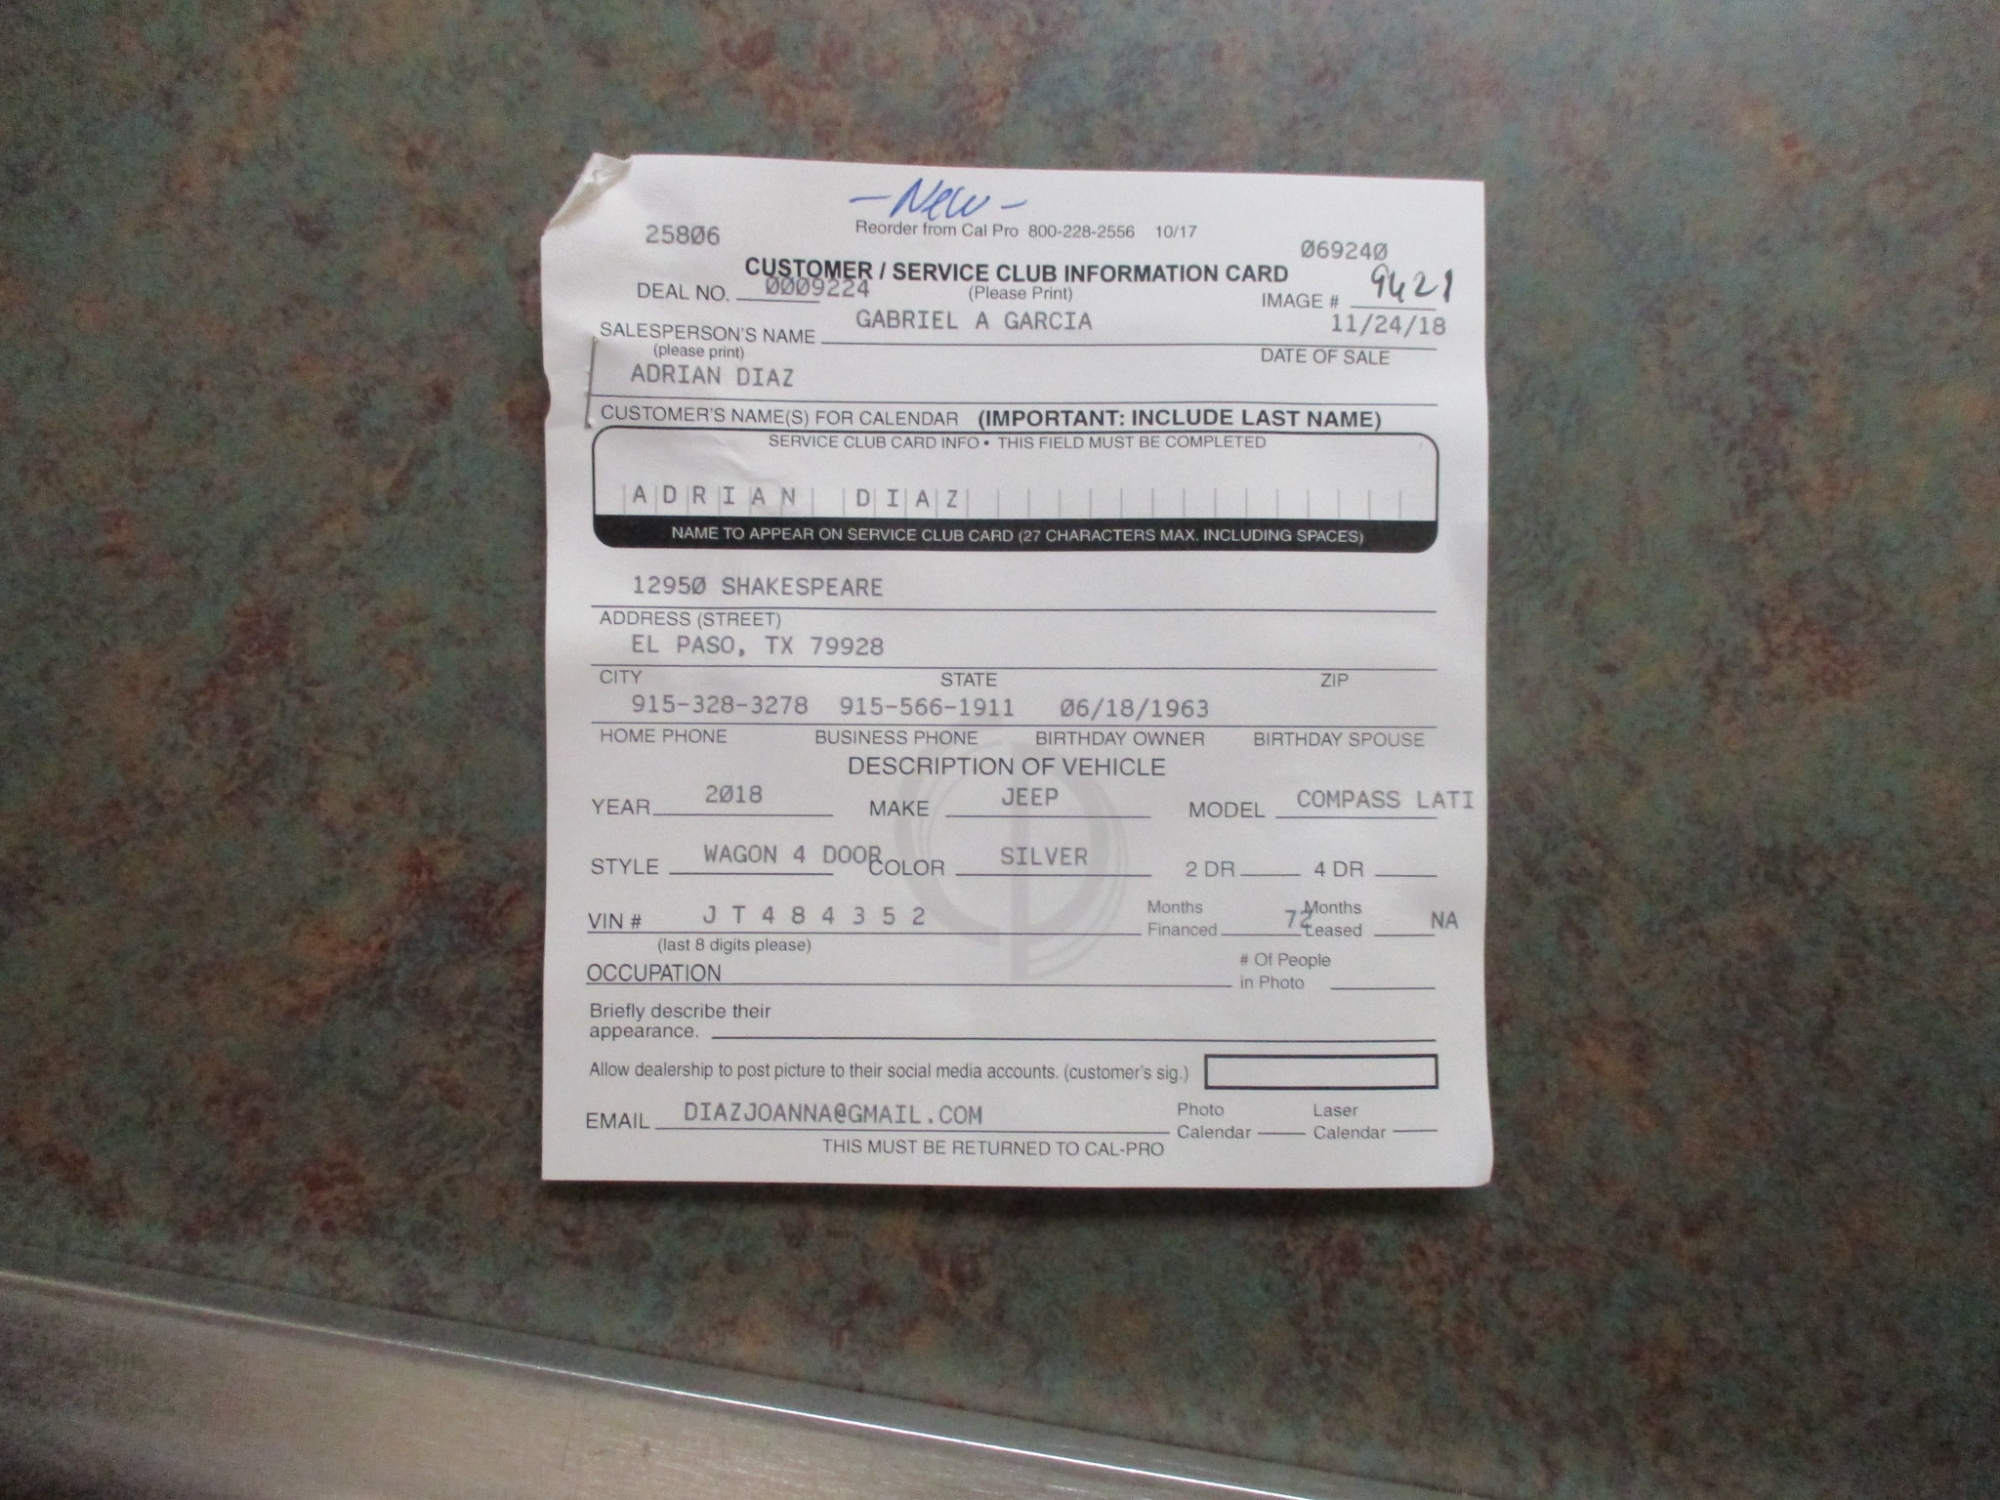 - New -
25806 Reorder from Cal Pro 800-228-2556 10/17 069240
CUSTOMER / SERVICE CLUB INFORMATION CARD
DEAL NO. 0009224 (Please Print) IMAGE # 9421
SALESPERSON'S NAME GABRIEL A GARCIA 11/24/18
(please print) DATE OF SALE
ADRIAN DIAZ
CUSTOMER'S NAME(S) FOR CALENDAR (IMPORTANT: INCLUDE LAST NAME)
SERVICE CLUB CARD INFO • THIS FIELD MUST BE COMPLETED
ADRIAN DIAZ
NAME TO APPEAR ON SERVICE CLUB CARD (27 CHARACTERS MAX. INCLUDING SPACES)
12950 SHAKESPEARE
ADDRESS (STREET)
EL PASO, TX 79928
CITY STATE ZIP
915-328-3278 915-566-1911 06/18/1963
HOME PHONE BUSINESS PHONE BIRTHDAY OWNER BIRTHDAY SPOUSE
DESCRIPTION OF VEHICLE
YEAR 2018 MAKE JEEP MODEL COMPASS LATI
STYLE WAGON 4 DOOR COLOR SILVER 2 DR 4 DR
VIN # J T 4 8 4 3 5 2 Months Financed 72 Months Leased NA
(last 8 digits please)
OCCUPATION # Of People in Photo
Briefly describe their
appearance.
Allow dealership to post picture to their social media accounts. (customer's sig.)
EMAIL DIAZJOANNA@GMAIL.COM Photo Calendar Laser Calendar
THIS MUST BE RETURNED TO CAL-PRO